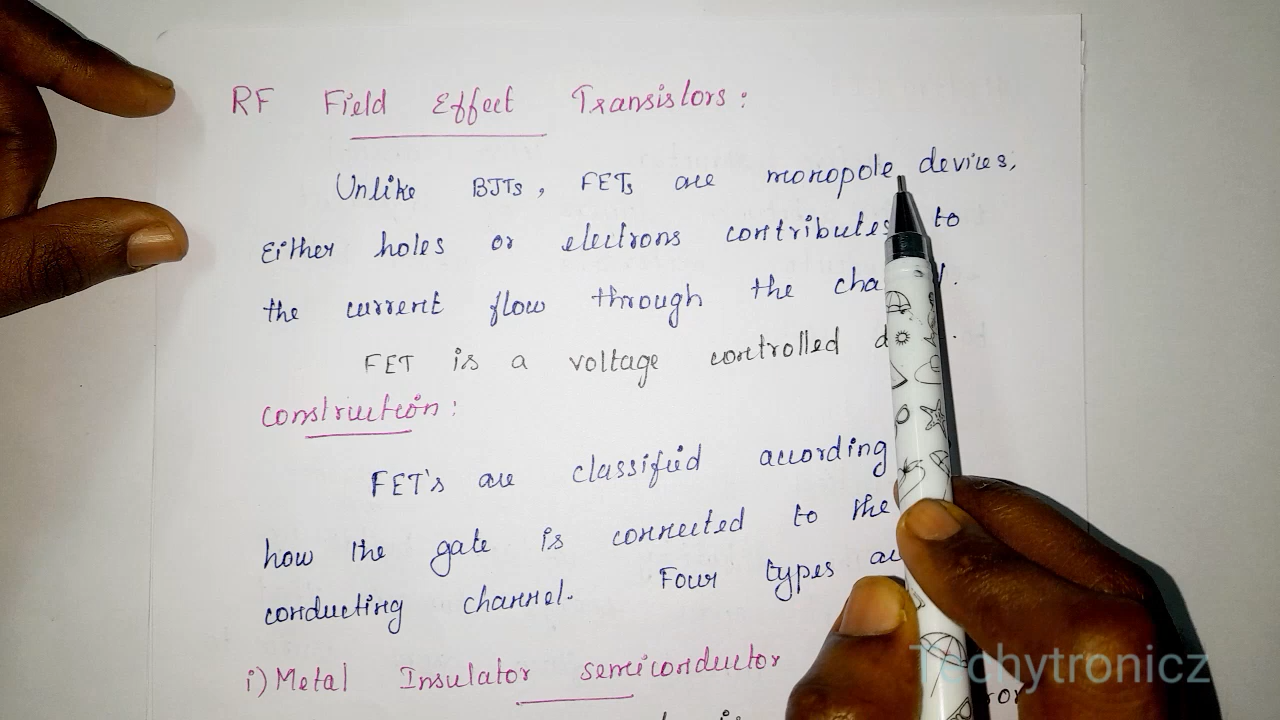 RF Field Effect Transistors:
Unlike BJTs, FETs are monopole devices,
Either holes or electrons contributes to
the current flow through the
FET is a voltage controlled
construction:
FET's are classified according
how the gate is connected to the
conducting channel. Four types
i) Metal Insulator semiconductor
Techytronicz